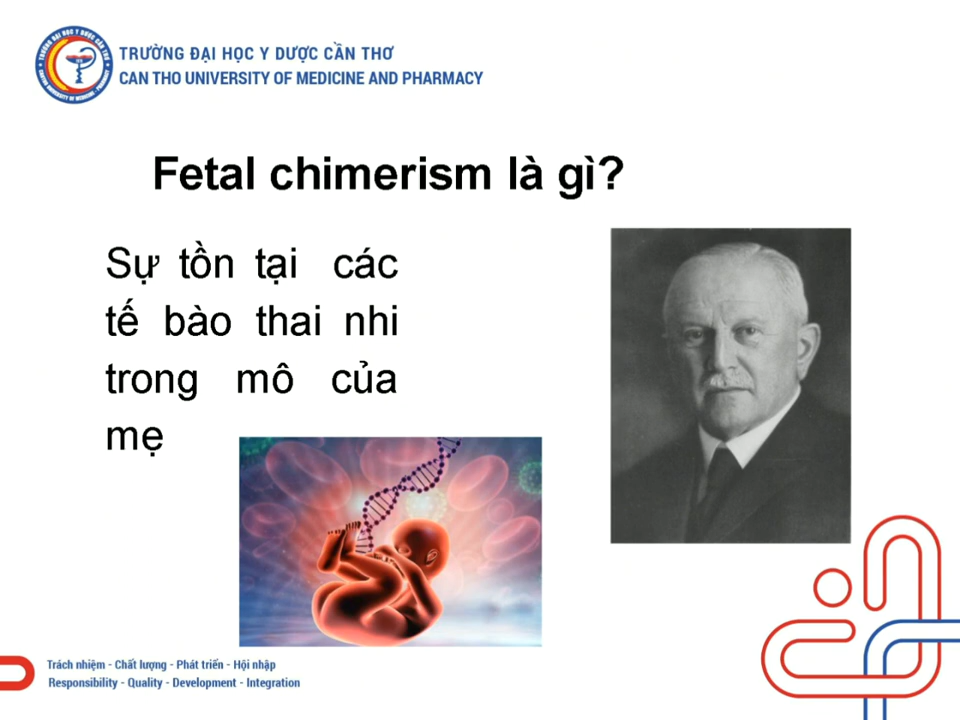 TRƯỜNG ĐẠI HỌC Y DƯỢC CẦN THƠ
CAN THO UNIVERSITY OF MEDICINE AND PHARMACY
Fetal chimerism là gì?
Sự tồn tại các
tế bào thai nhi
trong mô của
mẹ
Trách nhiệm - Chất lượng - Phát triển - Hội nhập
Responsibility - Quality - Development - Integration